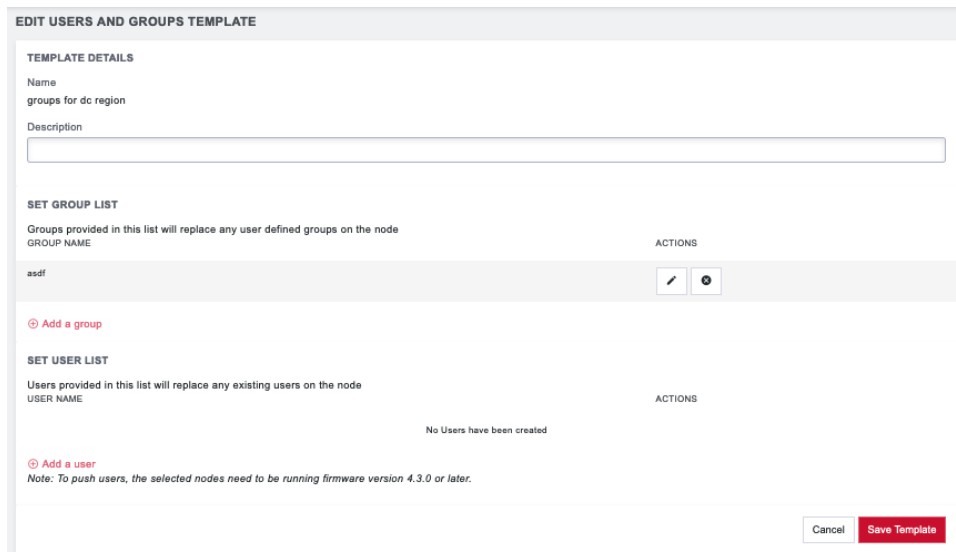 EDIT USERS AND GROUPS TEMPLATE
TEMPLATE DETAILS
Name
groups for dc region
Description
SET GROUP LIST
Groups provided in this list will replace any user defined groups on the node
GROUP NAME ACTIONS
asdf
Add a group
SET USER LIST
Users provided in this list will replace any existing users on the node
USER NAME ACTIONS
No Users have been created
Add a user
Note: To push users, the selected nodes need to be running firmware version 4.3.0 or later.
Cancel Save Template